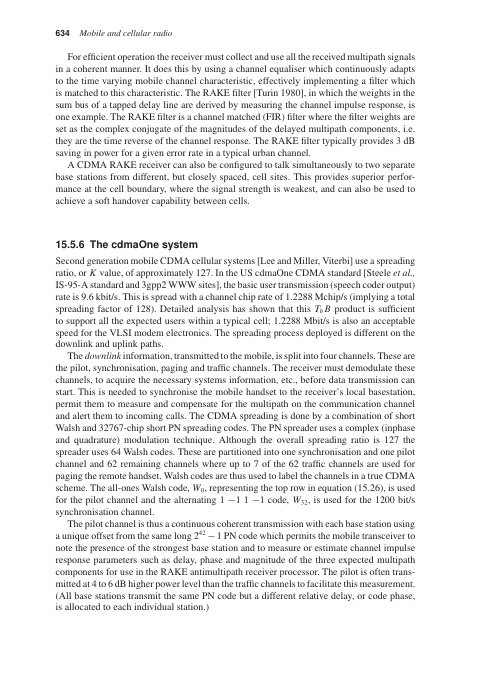 634 Mobile and cellular radio
For efficient operation the receiver must collect and use all the received multipath signals
in a coherent manner. It does this by using a channel equaliser which continuously adapts
to the time varying mobile channel characteristic, effectively implementing a filter which
is matched to this characteristic. The RAKE filter [Turin 1980], in which the weights in the
sum bus of a tapped delay line are derived by measuring the channel impulse response, is
one example. The RAKE filter is a channel matched (FIR) filter where the filter weights are
set as the complex conjugate of the magnitudes of the delayed multipath components, i.e.
they are the time reverse of the channel response. The RAKE filter typically provides 3 dB
saving in power for a given error rate in a typical urban channel.
A CDMA RAKE receiver can also be configured to talk simultaneously to two separate
base stations from different, but closely spaced, cell sites. This provides superior perfor-
mance at the cell boundary, where the signal strength is weakest, and can also be used to
achieve a soft handover capability between cells.
15.5.6 The cdmaOne system
Second generation mobile CDMA cellular systems [Lee and Miller, Viterbi] use a spreading
ratio, or K value, of approximately 127. In the US cdmaOne CDMA standard [Steele et al.,
IS-95-A standard and 3gpp2 WWW sites], the basic user transmission (speech coder output)
rate is 9.6 kbit/s. This is spread with a channel chip rate of 1.2288 Mchip/s (implying a total
spreading factor of 128). Detailed analysis has shown that this TbB product is sufficient
to support all the expected users within a typical cell; 1.2288 Mbit/s is also an acceptable
speed for the VLSI modem electronics. The spreading process deployed is different on the
downlink and uplink paths.
The downlink information, transmitted to the mobile, is split into four channels. These are
the pilot, synchronisation, paging and traffic channels. The receiver must demodulate these
channels, to acquire the necessary systems information, etc., before data transmission can
start. This is needed to synchronise the mobile handset to the receiver's local basestation,
permit them to measure and compensate for the multipath on the communication channel
and alert them to incoming calls. The CDMA spreading is done by a combination of short
Walsh and 32767-chip short PN spreading codes. The PN spreader uses a complex (inphase
and quadrature) modulation technique. Although the overall spreading ratio is 127 the
spreader uses 64 Walsh codes. These are partitioned into one synchronisation and one pilot
channel and 62 remaining channels where up to 7 of the 62 traffic channels are used for
paging the remote handset. Walsh codes are thus used to label the channels in a true CDMA
scheme. The all-ones Walsh code, W0, representing the top row in equation (15.26), is used
for the pilot channel and the alternating 1 −1 1 −1 code, W32, is used for the 1200 bit/s
synchronisation channel.
The pilot channel is thus a continuous coherent transmission with each base station using
a unique offset from the same long 2^42 − 1 PN code which permits the mobile transceiver to
note the presence of the strongest base station and to measure or estimate channel impulse
response parameters such as delay, phase and magnitude of the three expected multipath
components for use in the RAKE antimultipath receiver processor. The pilot is often trans-
mitted at 4 to 6 dB higher power level than the traffic channels to facilitate this measurement.
(All base stations transmit the same PN code but a different relative delay, or code phase,
is allocated to each individual station.)